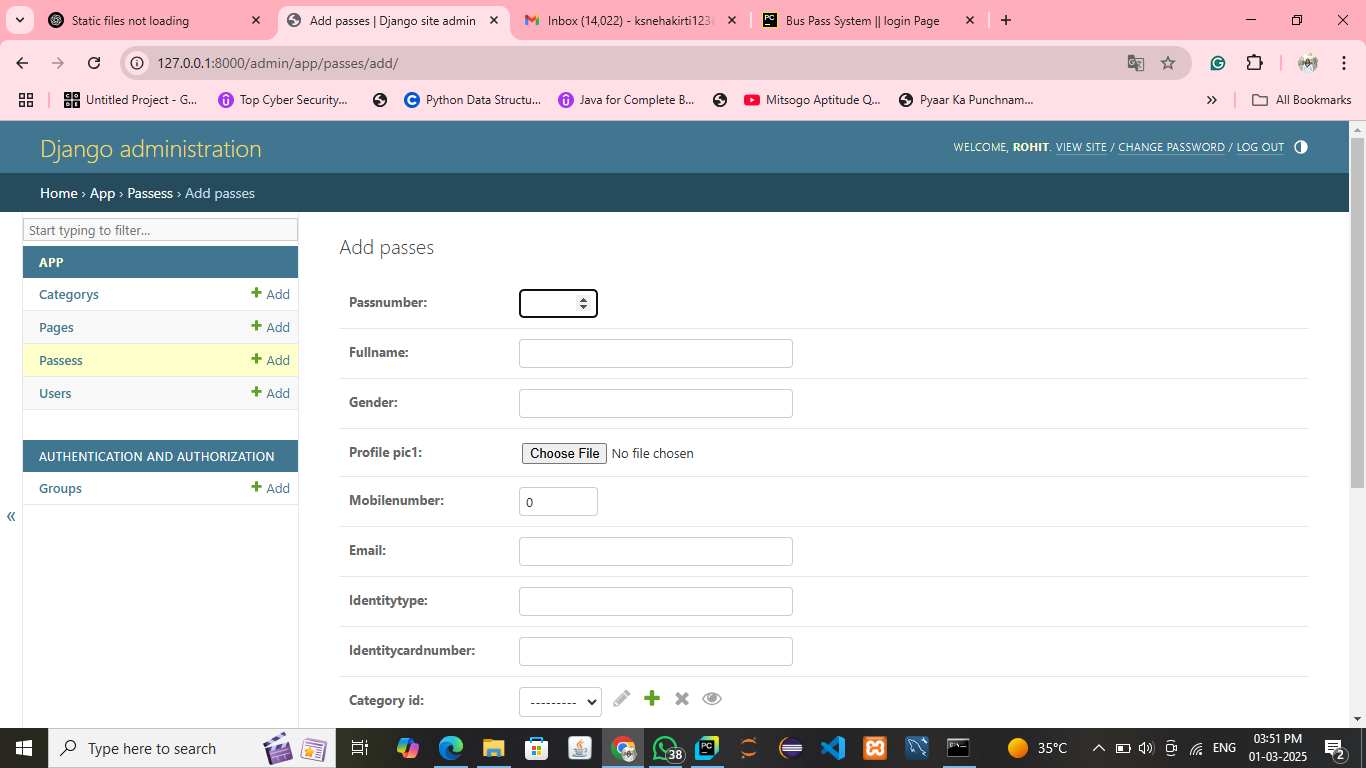 Static files not loading
Add passes | Django site admin
Inbox (14,022) - ksnehakirti123
Bus Pass System || login Page
127.0.0.1:8000/admin/app/passes/add/
Untitled Project - G...
Top Cyber Security...
Python Data Structu...
Java for Complete B...
Mitsogo Aptitude Q...
Pyaar Ka Punchnam...
All Bookmarks
Django administration
WELCOME, ROHIT. VIEW SITE / CHANGE PASSWORD / LOG OUT
Home › App › Passess › Add passes
Start typing to filter...
APP
Categorys Add
Pages Add
Passess Add
Users Add
AUTHENTICATION AND AUTHORIZATION
Groups Add
«
Add passes
Passnumber:
Fullname:
Gender:
Profile pic1: Choose File No file chosen
Mobilenumber: 0
Email:
Identitytype:
Identitycardnumber:
Category id: ---------
Type here to search
38
35°C
ENG
03:51 PM
01-03-2025
2